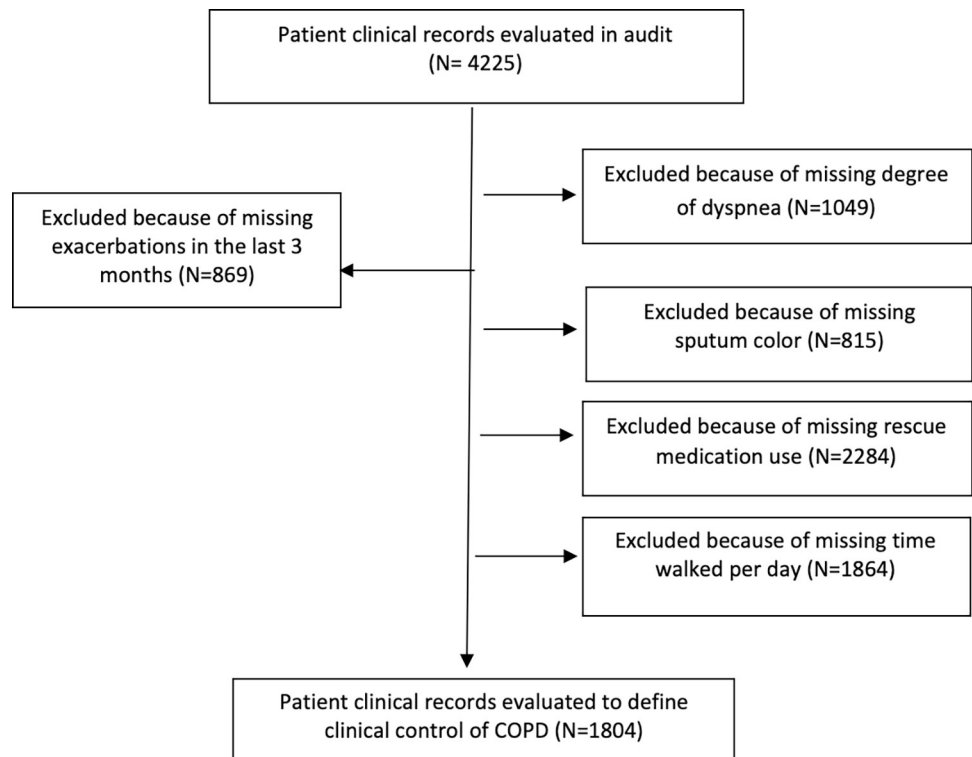 Patient clinical records evaluated in audit
(N= 4225)
Excluded because of missing degree
of dyspnea (N=1049)
Excluded because of missing
exacerbations in the last 3
months (N=869)
Excluded because of missing
sputum color (N=815)
Excluded because of missing rescue
medication use (N=2284)
Excluded because of missing time
walked per day (N=1864)
Patient clinical records evaluated to define
clinical control of COPD (N=1804)